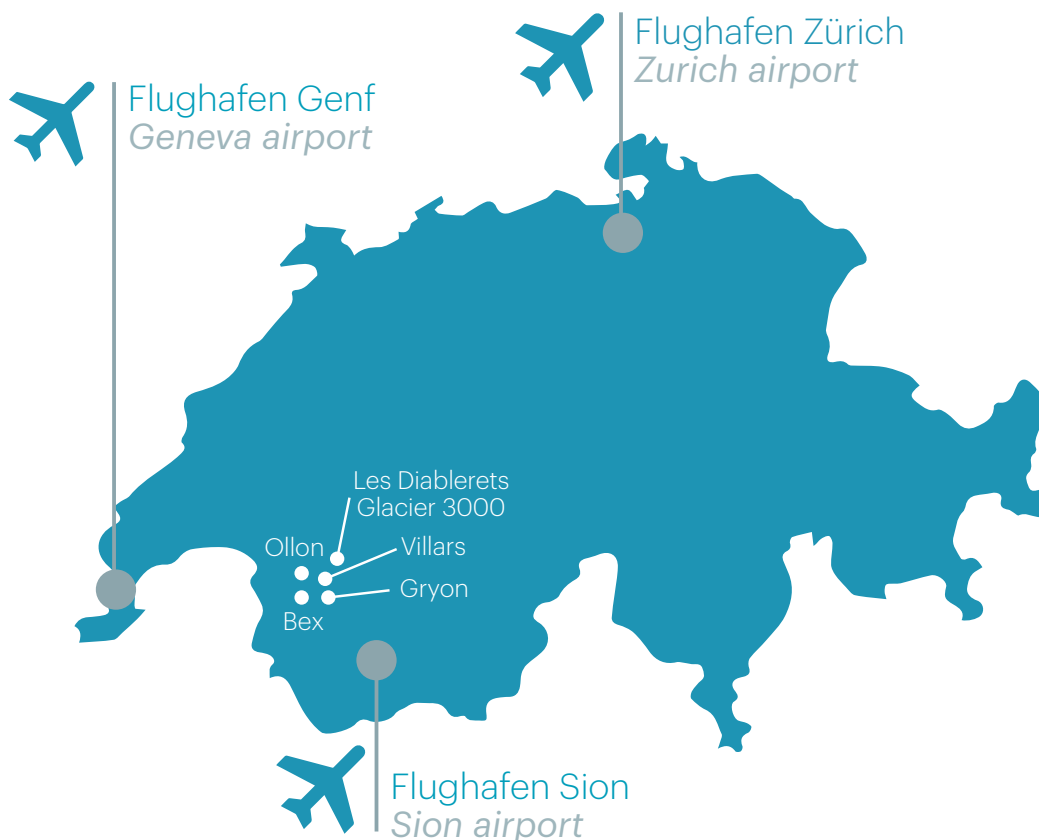 Flughafen Zürich
Zurich airport
Flughafen Genf
Geneva airport
Les Diablerets
Glacier 3000
Ollon
Villars
Gryon
Bex
Flughafen Sion
Sion airport